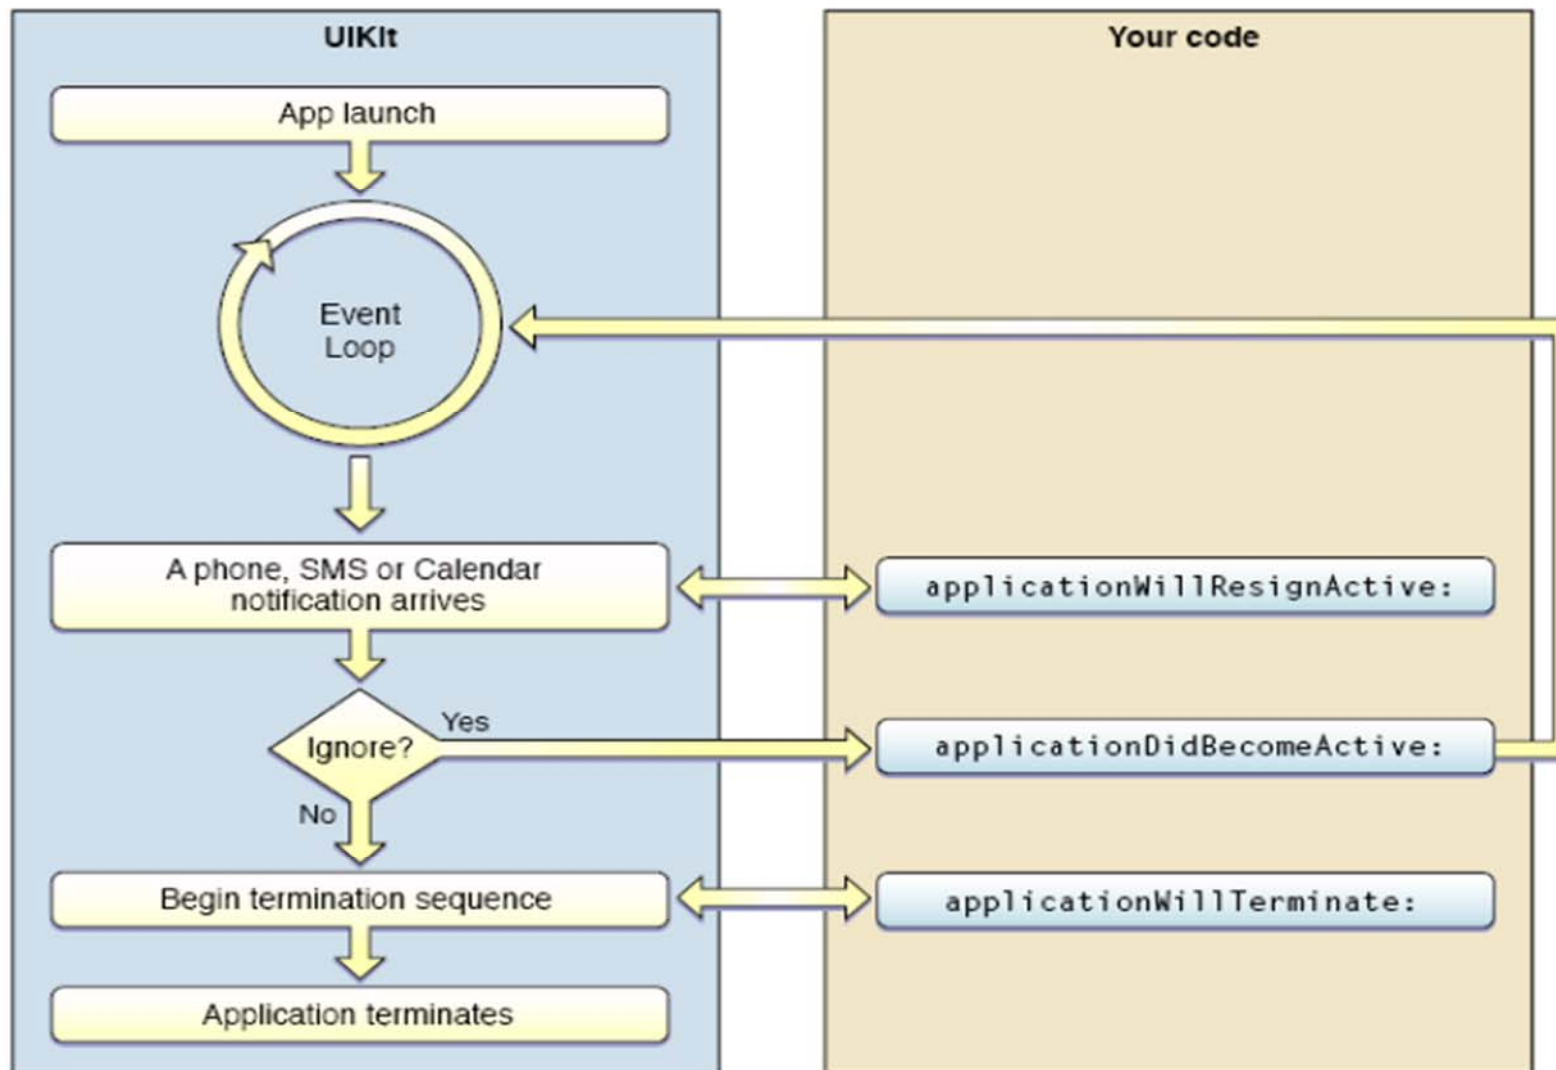 UIKit
Your code
App launch
Event
Loop
A phone, SMS or Calendar
notification arrives
applicationWillResignActive:
Ignore?
Yes
applicationDidBecomeActive:
No
Begin termination sequence
applicationWillTerminate:
Application terminates